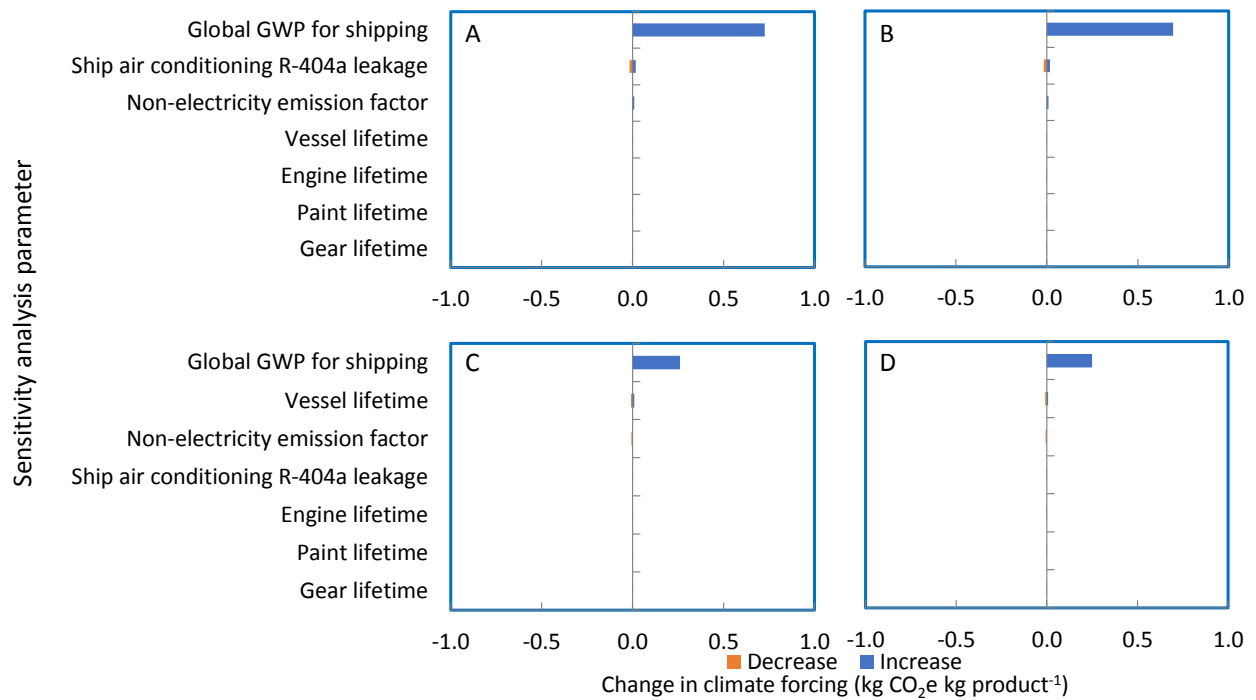 Sensitivity analysis parameter
A
Global GWP for shipping
Ship air conditioning R-404a leakage
Non-electricity emission factor
Vessel lifetime
Engine lifetime
Paint lifetime
Gear lifetime
-1.0 -0.5 0.0 0.5 1.0
B
-1.0 -0.5 0.0 0.5 1.0
C
Global GWP for shipping
Vessel lifetime
Non-electricity emission factor
Ship air conditioning R-404a leakage
Engine lifetime
Paint lifetime
Gear lifetime
-1.0 -0.5 0.0 0.5 1.0
D
-1.0 -0.5 0.0 0.5 1.0
Decrease Increase
Change in climate forcing (kg CO₂e kg product⁻¹)